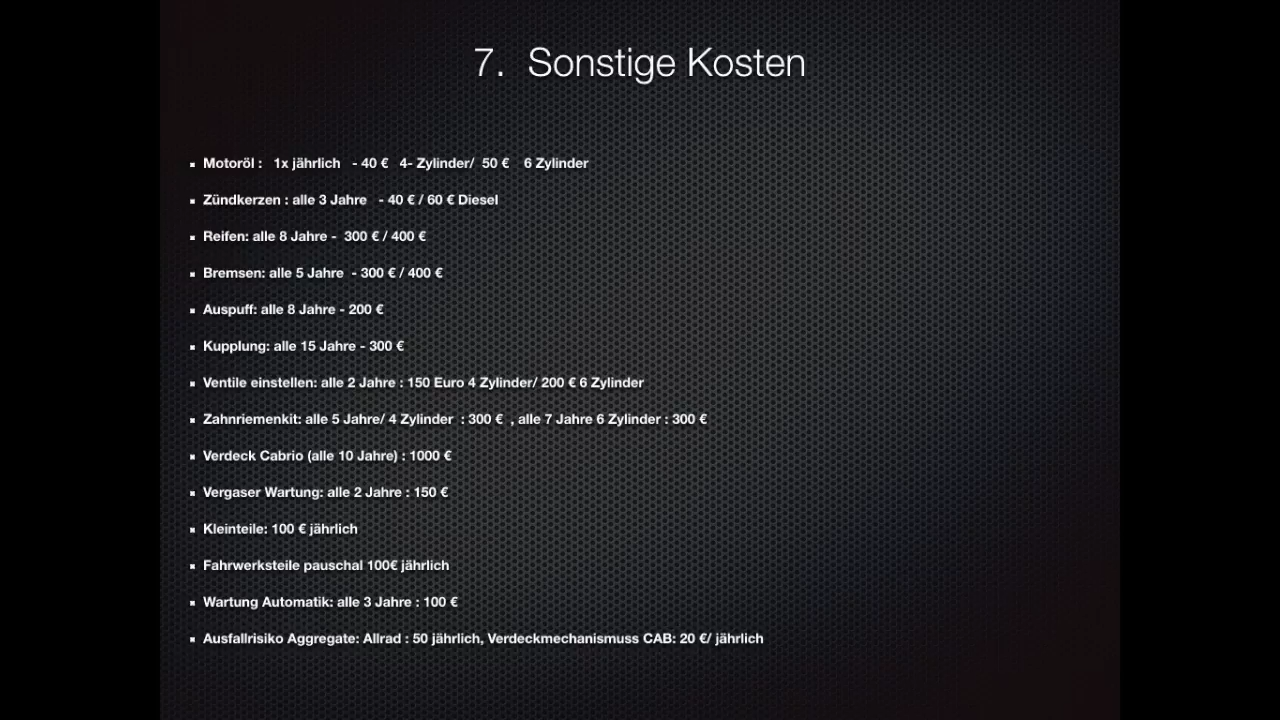 7. Sonstige Kosten
Motoröl : 1x jährlich - 40 € 4- Zylinder/ 50 € 6 Zylinder
Zündkerzen : alle 3 Jahre - 40 € / 60 € Diesel
Reifen: alle 8 Jahre - 300 € / 400 €
Bremsen: alle 5 Jahre - 300 € / 400 €
Auspuff: alle 8 Jahre - 200 €
Kupplung: alle 15 Jahre - 300 €
Ventile einstellen: alle 2 Jahre : 150 Euro 4 Zylinder/ 200 € 6 Zylinder
Zahnriemenkit: alle 5 Jahre/ 4 Zylinder : 300 € , alle 7 Jahre 6 Zylinder : 300 €
Verdeck Cabrio (alle 10 Jahre) : 1000 €
Vergaser Wartung: alle 2 Jahre : 150 €
Kleinteile: 100 € jährlich
Fahrwerksteile pauschal 100€ jährlich
Wartung Automatik: alle 3 Jahre : 100 €
Ausfallrisiko Aggregate: Allrad : 50 jährlich, Verdeckmechanismuss CAB: 20 €/ jährlich